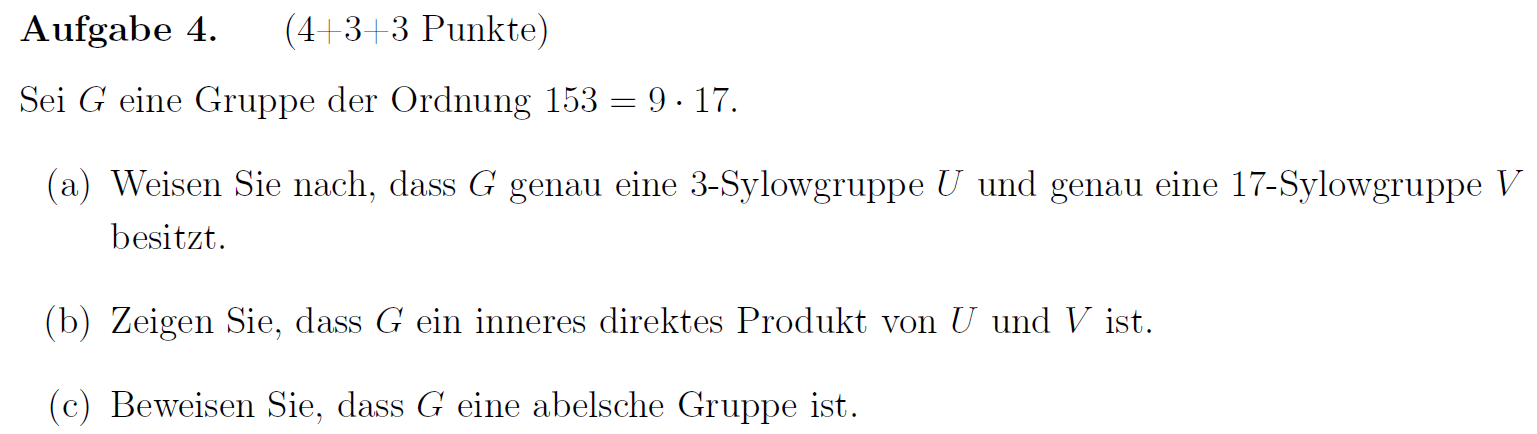 Aufgabe 4. (4+3+3 Punkte)
Sei G eine Gruppe der Ordnung 153 = 9 · 17.
(a) Weisen Sie nach, dass G genau eine 3-Sylowgruppe U und genau eine 17-Sylowgruppe V
besitzt.
(b) Zeigen Sie, dass G ein inneres direktes Produkt von U und V ist.
(c) Beweisen Sie, dass G eine abelsche Gruppe ist.